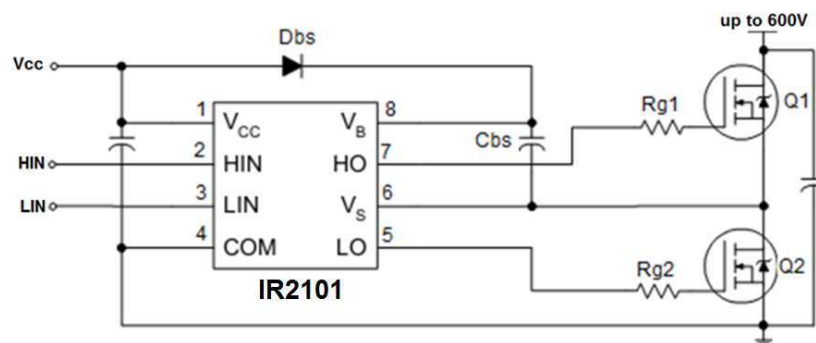 up to 600V
Dbs
Vcc
1
8
VCC
VB
Rg1
Q1
HIN
2
HIN
HO
7
Cbs
LIN
3
LIN
VS
6
4
COM
LO
5
Rg2
Q2
IR2101